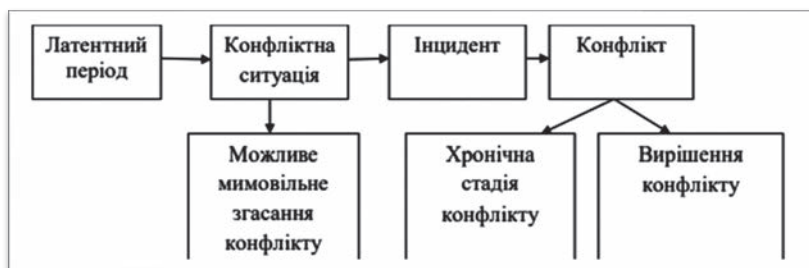 Латентний
період
Конфліктна
ситуація
Інцидент
Конфлікт
Можливе
мимовільне
згасання
конфлікту
Хронічна
стадія
конфлікту
Вирішення
конфлікту